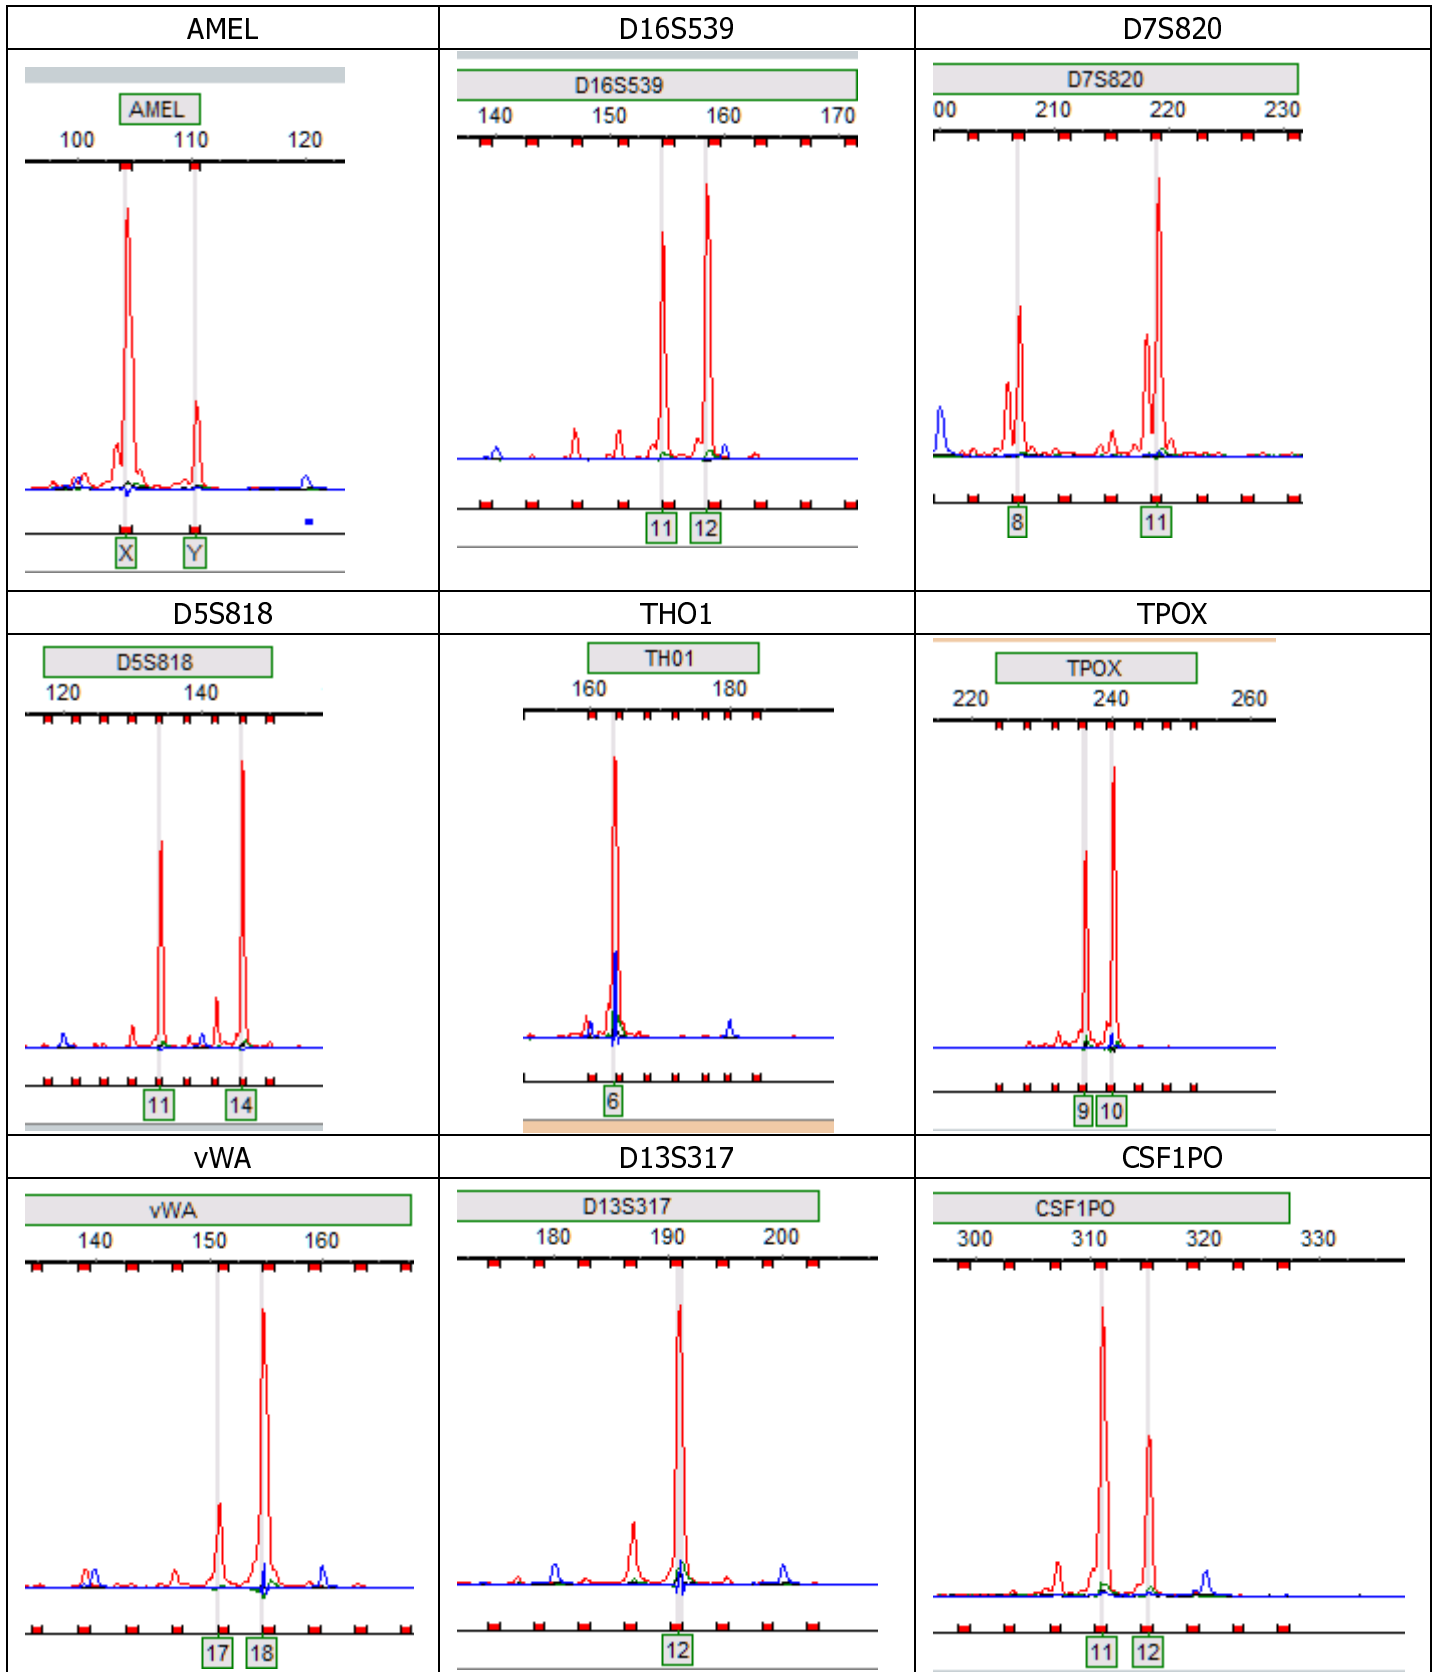 AMEL
D16S539
D7S820
AMEL
100 110 120
X Y
D16S539
140 150 160 170
11 12
D7S820
00 210 220 230
8 11
D5S818
THO1
TPOX
D5S818
120 140
11 14
TH01
160 180
6
TPOX
220 240 260
9 10
vWA
D13S317
CSF1PO
vWA
140 150 160
17 18
D13S317
180 190 200
12
CSF1PO
300 310 320 330
11 12